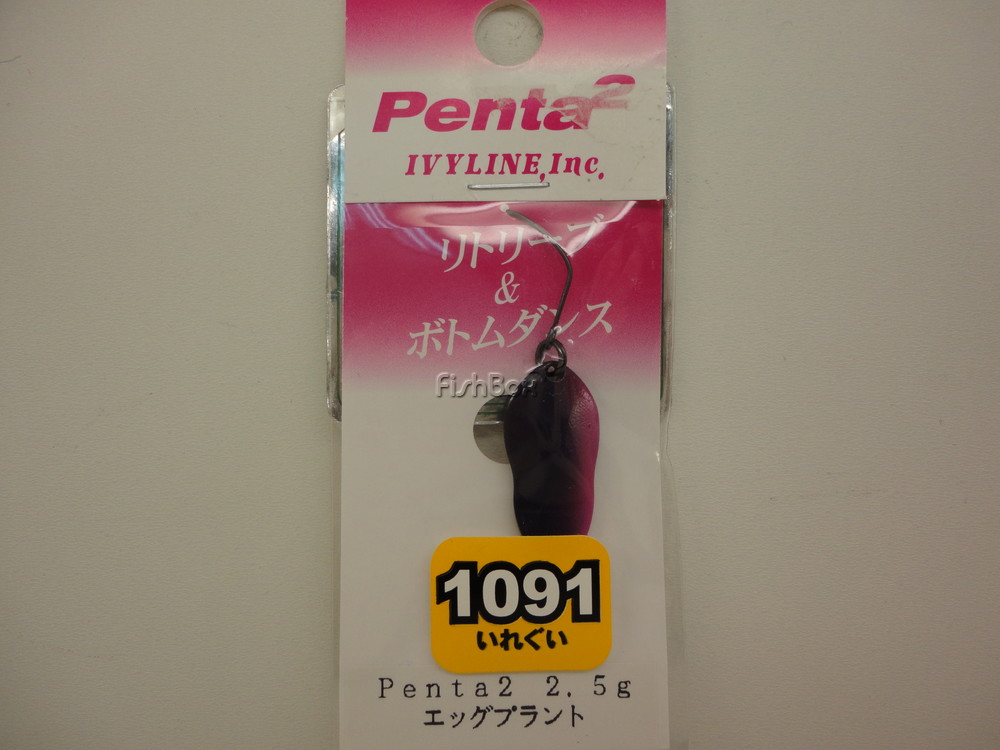 Penta2
IVYLINE,Inc.
リトリーブ
&
ボトムダンス
FishBox
1091
いれぐい
Penta2 2.5g
エッグプラント